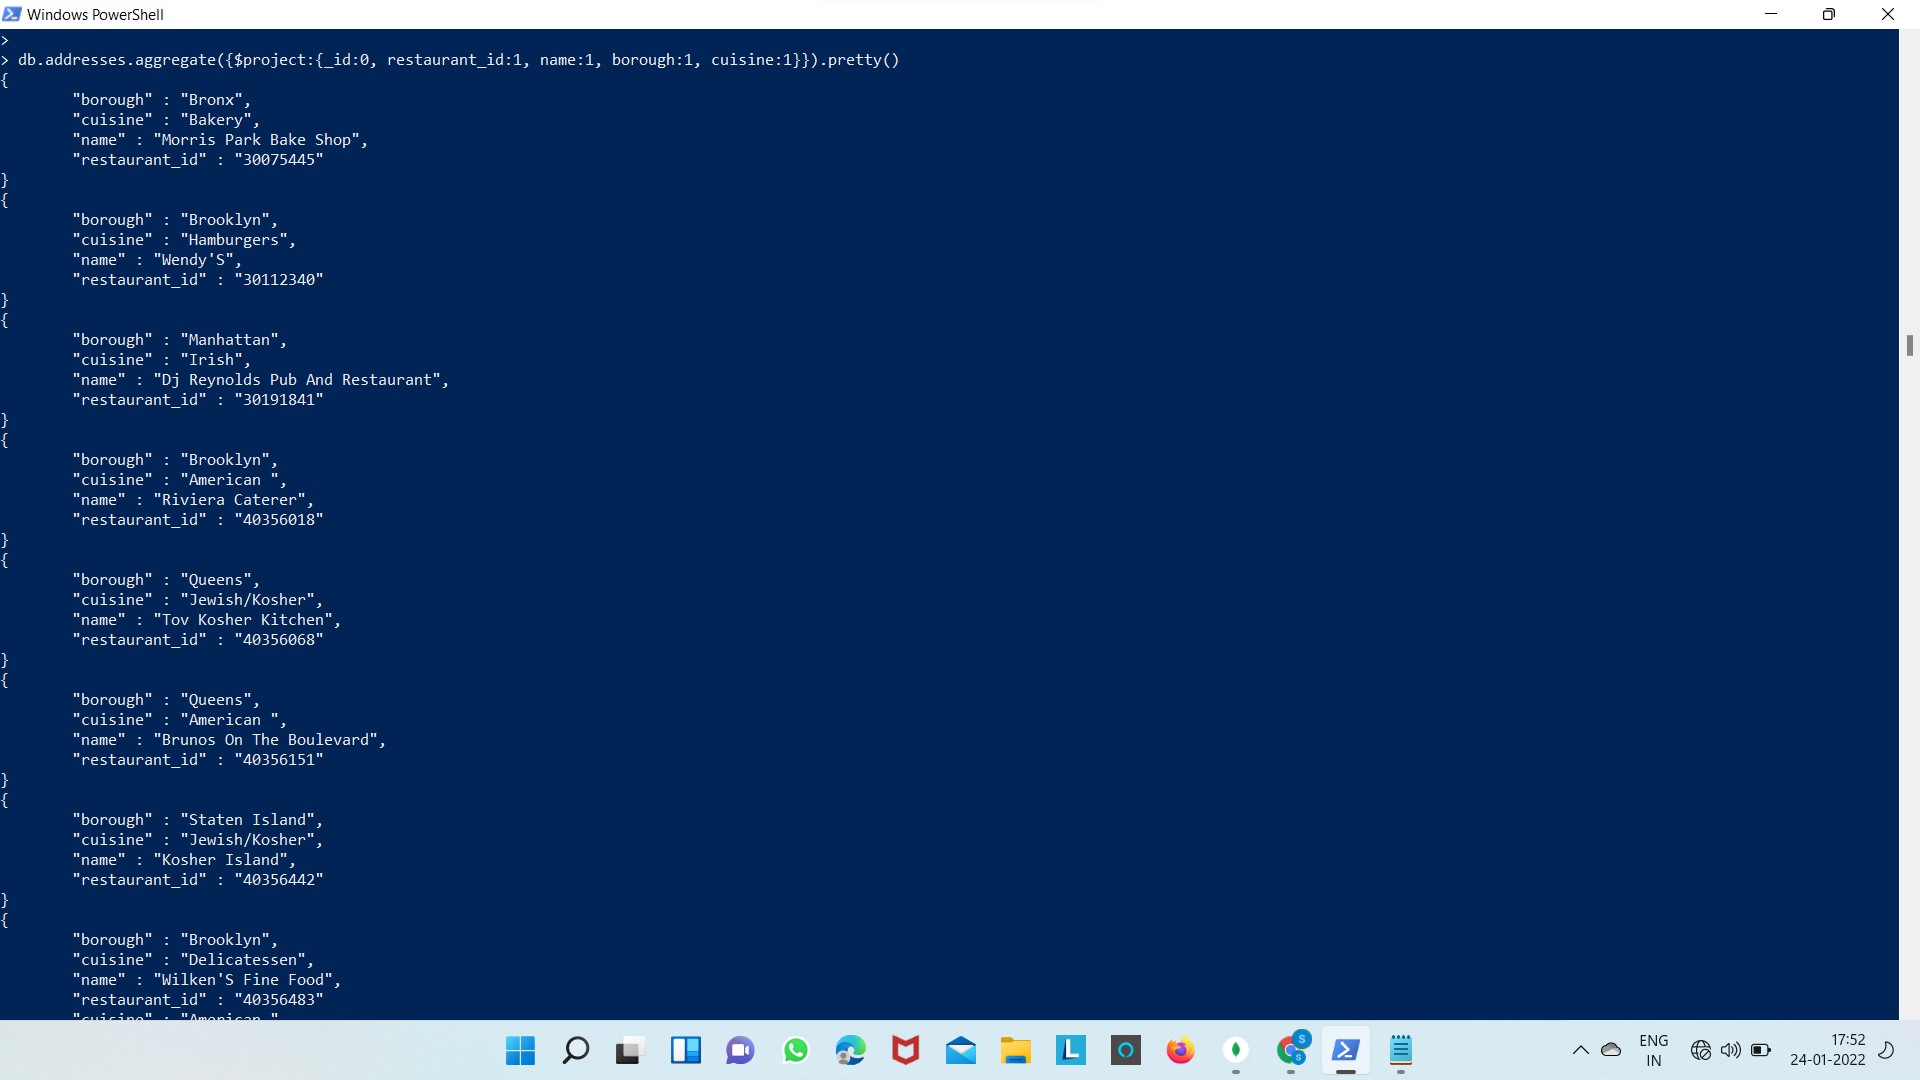 Windows PowerShell
>
> db.addresses.aggregate({$project:{_id:0, restaurant_id:1, name:1, borough:1, cuisine:1}}).pretty()
{
        "borough" : "Bronx",
        "cuisine" : "Bakery",
        "name" : "Morris Park Bake Shop",
        "restaurant_id" : "30075445"
}
{
        "borough" : "Brooklyn",
        "cuisine" : "Hamburgers",
        "name" : "Wendy'S",
        "restaurant_id" : "30112340"
}
{
        "borough" : "Manhattan",
        "cuisine" : "Irish",
        "name" : "Dj Reynolds Pub And Restaurant",
        "restaurant_id" : "30191841"
}
{
        "borough" : "Brooklyn",
        "cuisine" : "American ",
        "name" : "Riviera Caterer",
        "restaurant_id" : "40356018"
}
{
        "borough" : "Queens",
        "cuisine" : "Jewish/Kosher",
        "name" : "Tov Kosher Kitchen",
        "restaurant_id" : "40356068"
}
{
        "borough" : "Queens",
        "cuisine" : "American ",
        "name" : "Brunos On The Boulevard",
        "restaurant_id" : "40356151"
}
{
        "borough" : "Staten Island",
        "cuisine" : "Jewish/Kosher",
        "name" : "Kosher Island",
        "restaurant_id" : "40356442"
}
{
        "borough" : "Brooklyn",
        "cuisine" : "Delicatessen",
        "name" : "Wilken'S Fine Food",
        "restaurant_id" : "40356483"
        "cuisine" : "American "
L
S
S
ENG
IN
17:52
24-01-2022